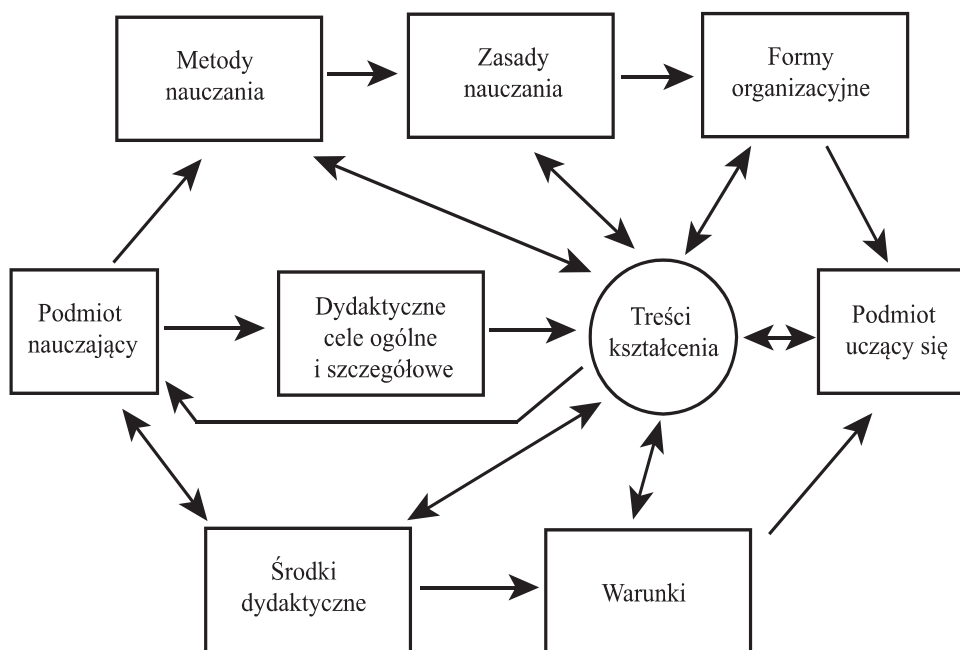 Metody
nauczania
Zasady
nauczania
Formy
organizacyjne
Podmiot
nauczający
Dydaktyczne
cele ogólne
i szczegółowe
Treści
kształcenia
Podmiot
uczący się
Środki
dydaktyczne
Warunki